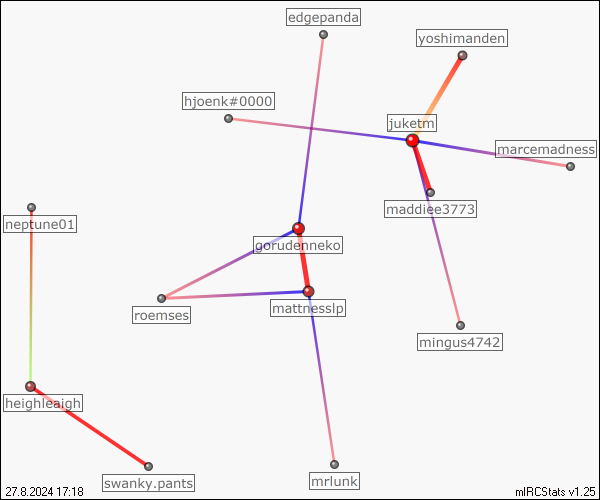 edgepanda
yoshimanden
hjoenk#0000
juketm
marcemadness
maddiee3773
neptune01
gorudenneko
roemses
mattnesslp
mingus4742
heighleaigh
swanky.pants
mrlunk
27.8.2024 17:18
mIRCStats v1.25